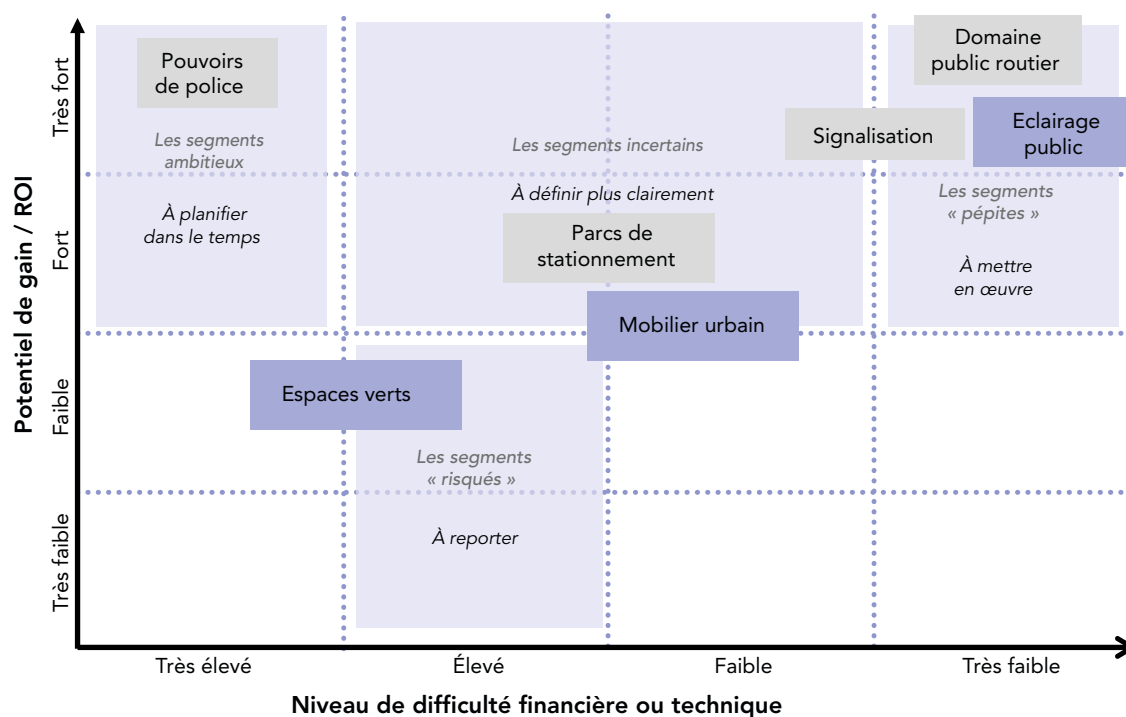 Potentiel de gain / ROI
Très fort
Fort
Faible
Très faible
Pouvoirs
de police
Les segments
ambitieux
À planifier
dans le temps
Les segments incertains
À définir plus clairement
Parcs de
stationnement
Mobilier urbain
Signalisation
Domaine
public routier
Eclairage
public
Les segments
« pépites »
À mettre
en œuvre
Espaces verts
Les segments
« risqués »
À reporter
Très élevé
Élevé
Faible
Très faible
Niveau de difficulté financière ou technique